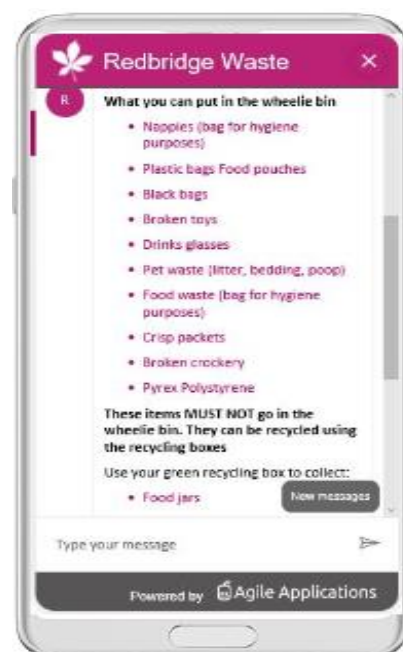 Redbridge Waste ×
R
What you can put in the wheelie bin
• Nappies (bag for hygiene
purposes)
• Plastic bags Food pouches
• Black bags
• Broken toys
• Drinks glasses
• Pet waste (litter, bedding, poop)
• Food waste (bag for hygiene
purposes)
• Crisp packets
• Broken crockery
• Pyrex Polystyrene
These items MUST NOT go in the
wheelie bin. They can be recycled using
the recycling boxes
Use your green recycling box to collect:
• Food jars
New messages
Type your message
Powered by Agile Applications